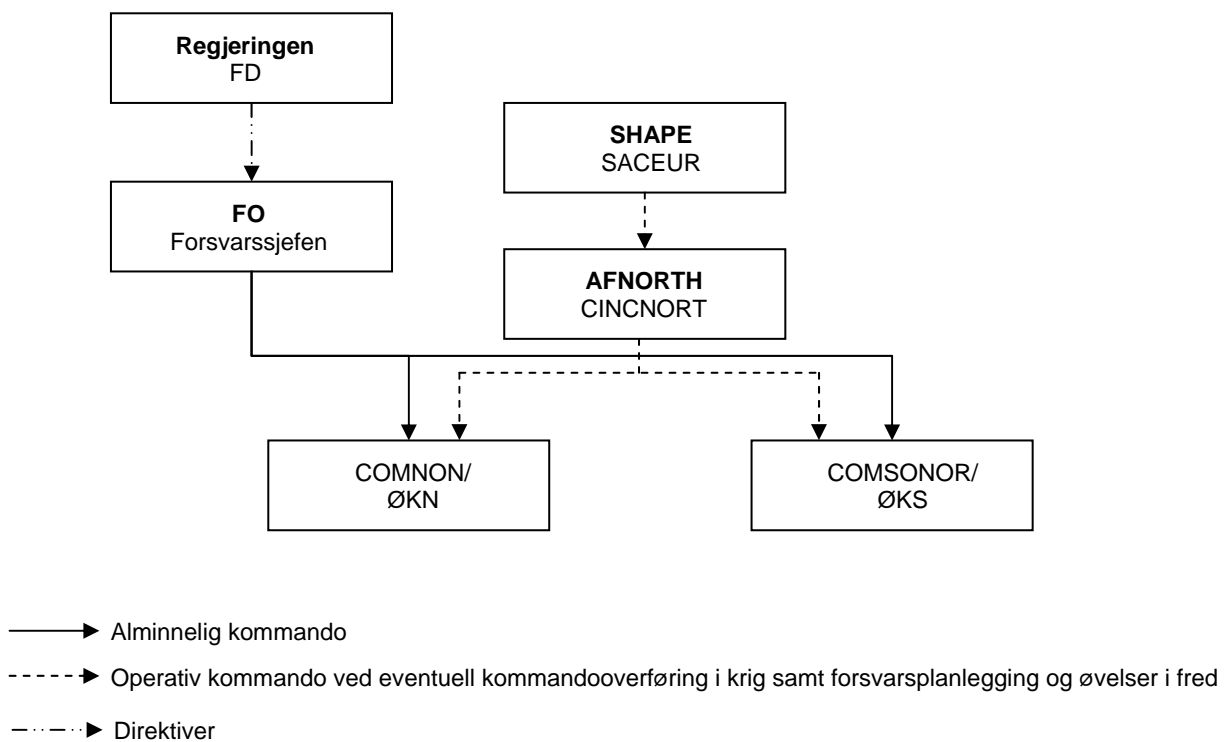 Regjeringen
FD
SHAPE
SACEUR
FO
Forsvarssjefen
AFNORTH
CINCNORT
COMNON/
ØKN
COMSONOR/
ØKS
Alminnelig kommando
Operativ kommando ved eventuell kommandooverføring i krig samt forsvarsplanlegging og øvelser i fred
Direktiver